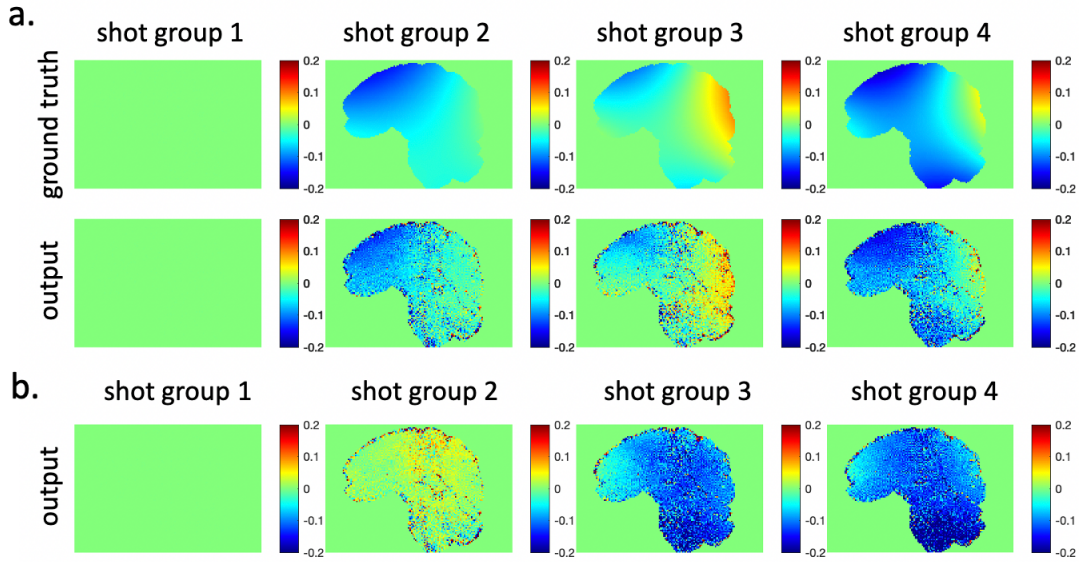 a.
shot group 1 shot group 2 shot group 3 shot group 4
ground truth
0.2 0.2 0.2 0.2
0.1 0.1 0.1 0.1
0 0 0 0
-0.1 -0.1 -0.1 -0.1
-0.2 -0.2 -0.2 -0.2
output
0.2 0.2 0.2 0.2
0.1 0.1 0.1 0.1
0 0 0 0
-0.1 -0.1 -0.1 -0.1
-0.2 -0.2 -0.2 -0.2
b.
shot group 1 shot group 2 shot group 3 shot group 4
output
0.2 0.2 0.2 0.2
0.1 0.1 0.1 0.1
0 0 0 0
-0.1 -0.1 -0.1 -0.1
-0.2 -0.2 -0.2 -0.2